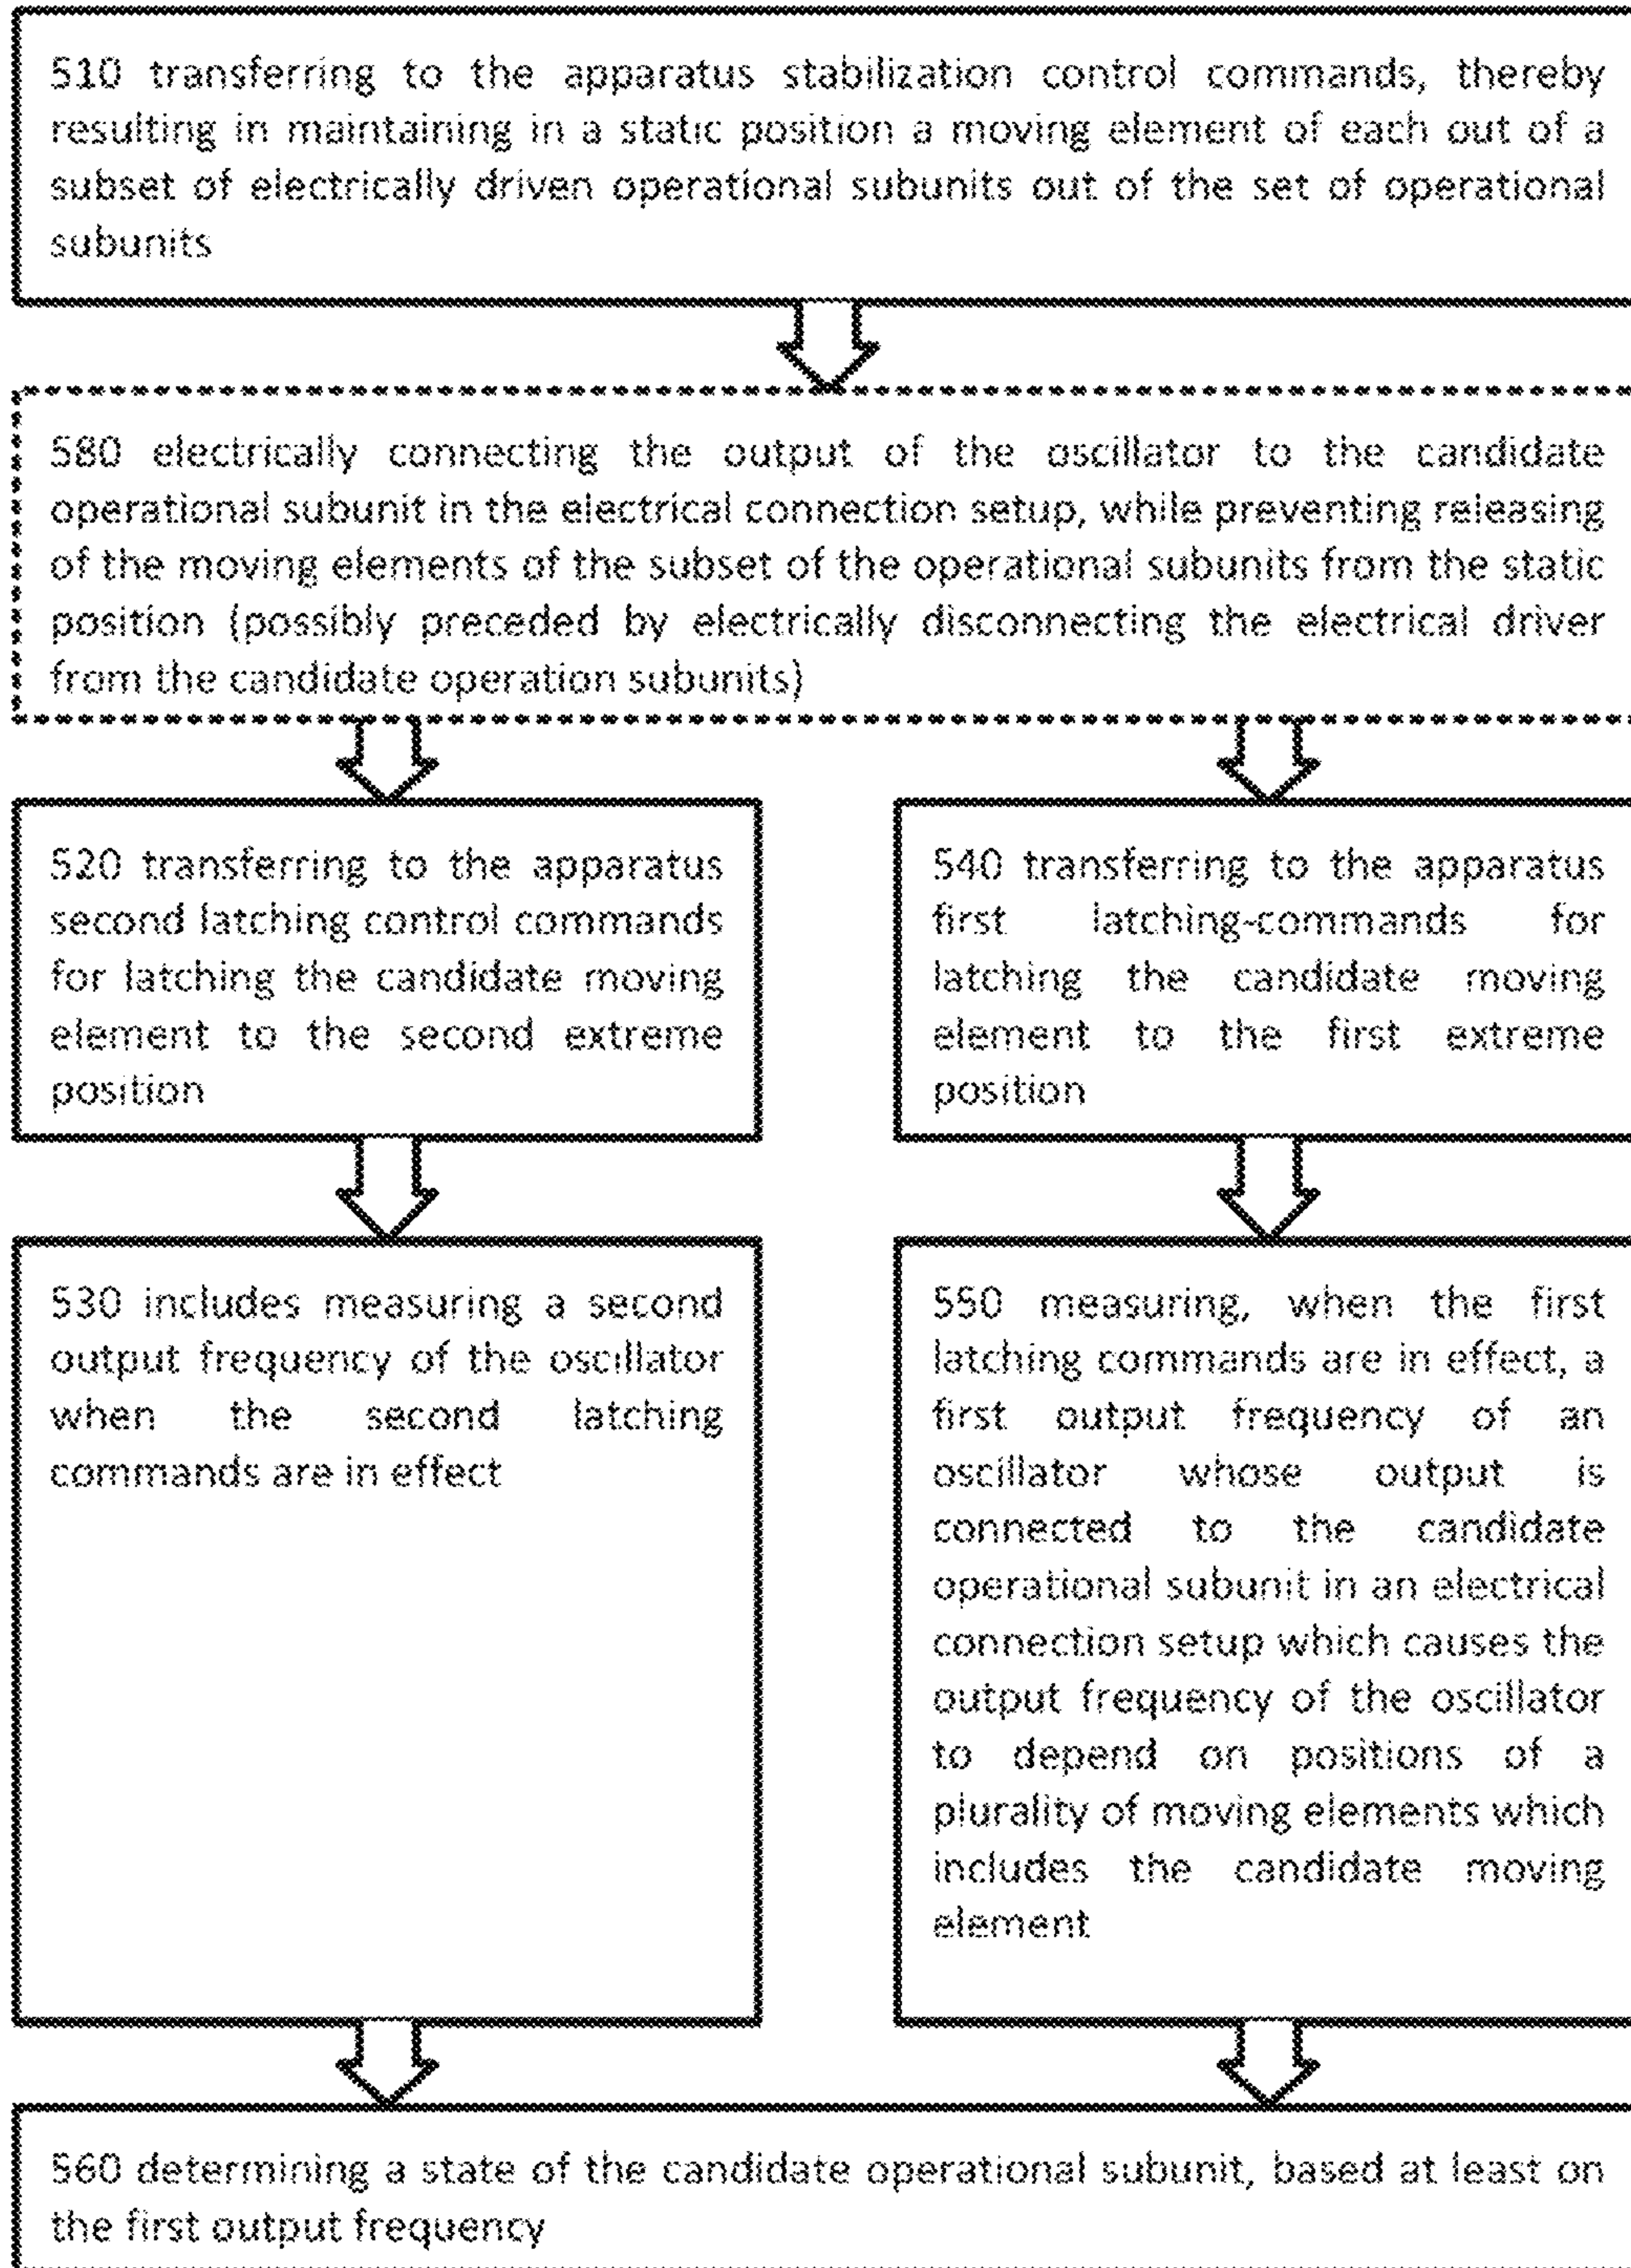 510 transferring to the apparatus stabilization control commands, thereby
resulting in maintaining in a static position a moving element of each out of a
subset of electrically driven operational subunits out of the set of operational
subunits
580 electrically connecting the output of the oscillator to the candidate
operational subunit in the electrical connection setup, while preventing releasing
of the moving elements of the subset of the operational subunits from the static
position (possibly preceded by electrically disconnecting the electrical driver
from the candidate operation subunits)
520 transferring to the apparatus
second latching control commands
for latching the candidate moving
element to the second extreme
position
540 transferring to the apparatus
first latching-commands for
latching the candidate moving
element to the first extreme
position
530 includes measuring a second
output frequency of the oscillator
when the second latching
commands are in effect
550 measuring, when the first
latching commands are in effect, a
first output frequency of an
oscillator whose output is
connected to the candidate
operational subunit in an electrical
connection setup which causes the
output frequency of the oscillator
to depend on positions of a
plurality of moving elements which
includes the candidate moving
element
560 determining a state of the candidate operational subunit, based at least on
the first output frequency